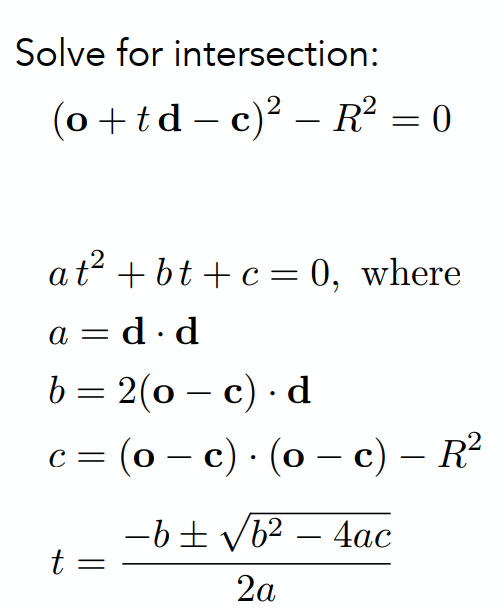 Solve for intersection:
(𝐨 + t 𝐝 − 𝐜)² − R² = 0
a t² + b t + c = 0, where
a = 𝐝 · 𝐝
b = 2(𝐨 − 𝐜) · 𝐝
c = (𝐨 − 𝐜) · (𝐨 − 𝐜) − R²
t = (−b ± √(b² − 4ac)) / 2a